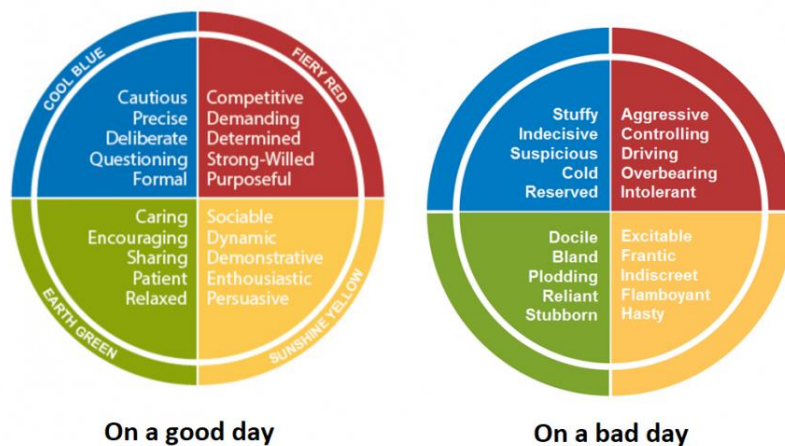 COOL BLUE
FIERY RED
Cautious
Precise
Deliberate
Questioning
Formal
Competitive
Demanding
Determined
Strong-Willed
Purposeful
Caring
Encouraging
Sharing
Patient
Relaxed
Sociable
Dynamic
Demonstrative
Enthousiastic
Persuasive
EARTH GREEN
SUNSHINE YELLOW
On a good day
Stuffy
Indecisive
Suspicious
Cold
Reserved
Aggressive
Controlling
Driving
Overbearing
Intolerant
Docile
Bland
Plodding
Reliant
Stubborn
Excitable
Frantic
Indiscreet
Flamboyant
Hasty
On a bad day